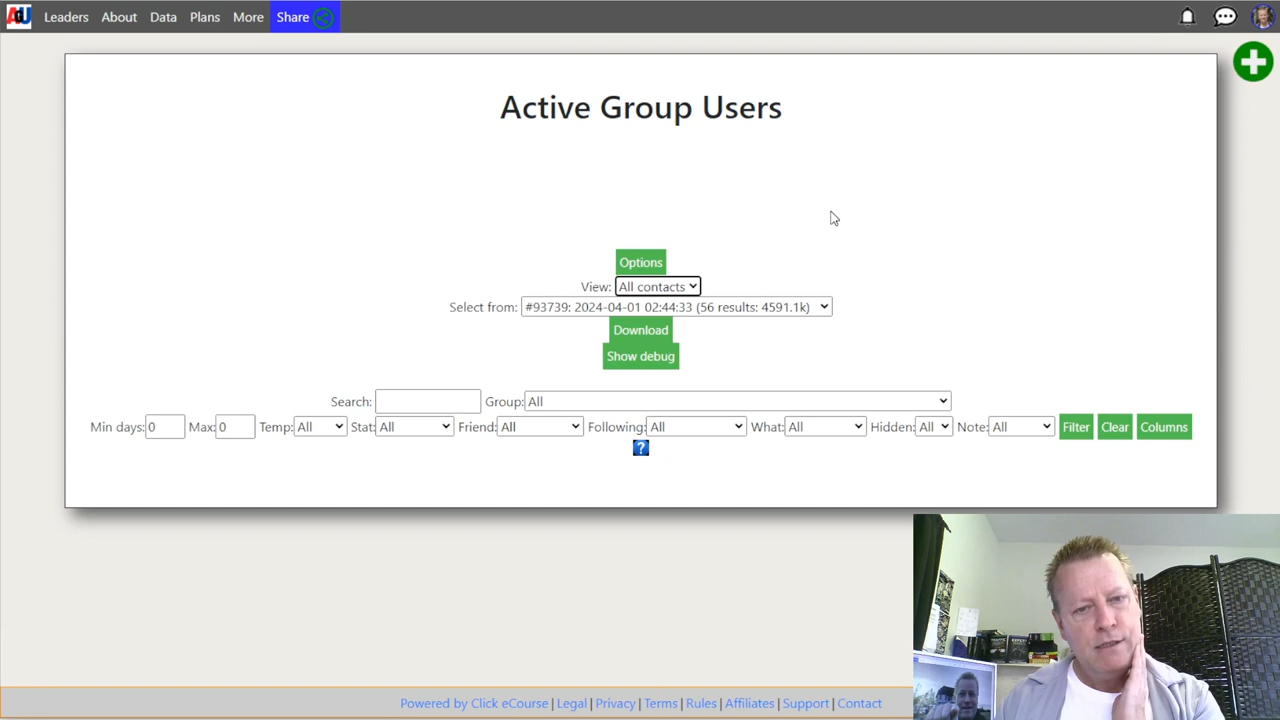 AGU Leaders About Data Plans More Share
Active Group Users
Options
View: All contacts
Select from: #93739: 2024-04-01 02:44:33 (56 results: 4591.1k)
Download
Show debug
Search: Group: All
Min days: 0 Max: 0 Temp: All Stat: All Friend: All Following: All What: All Hidden: All Note: All Filter Clear Columns
?
Powered by Click eCourse | Legal | Privacy | Terms | Rules | Affiliates | Support | Contact